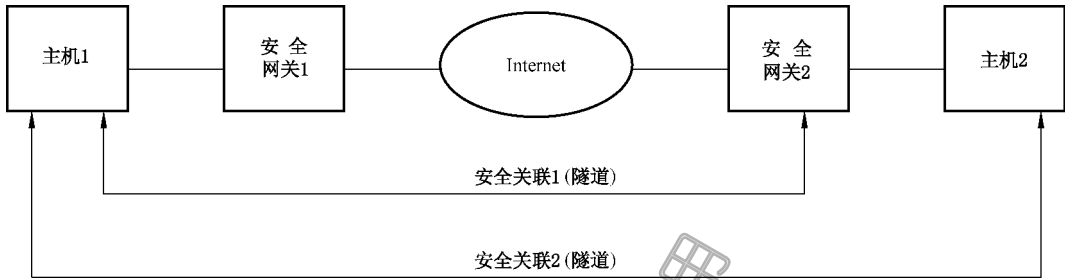 主机1
安 全
网关1
Internet
安 全
网关2
主机2
安全关联1(隧道)
安全关联2(隧道)